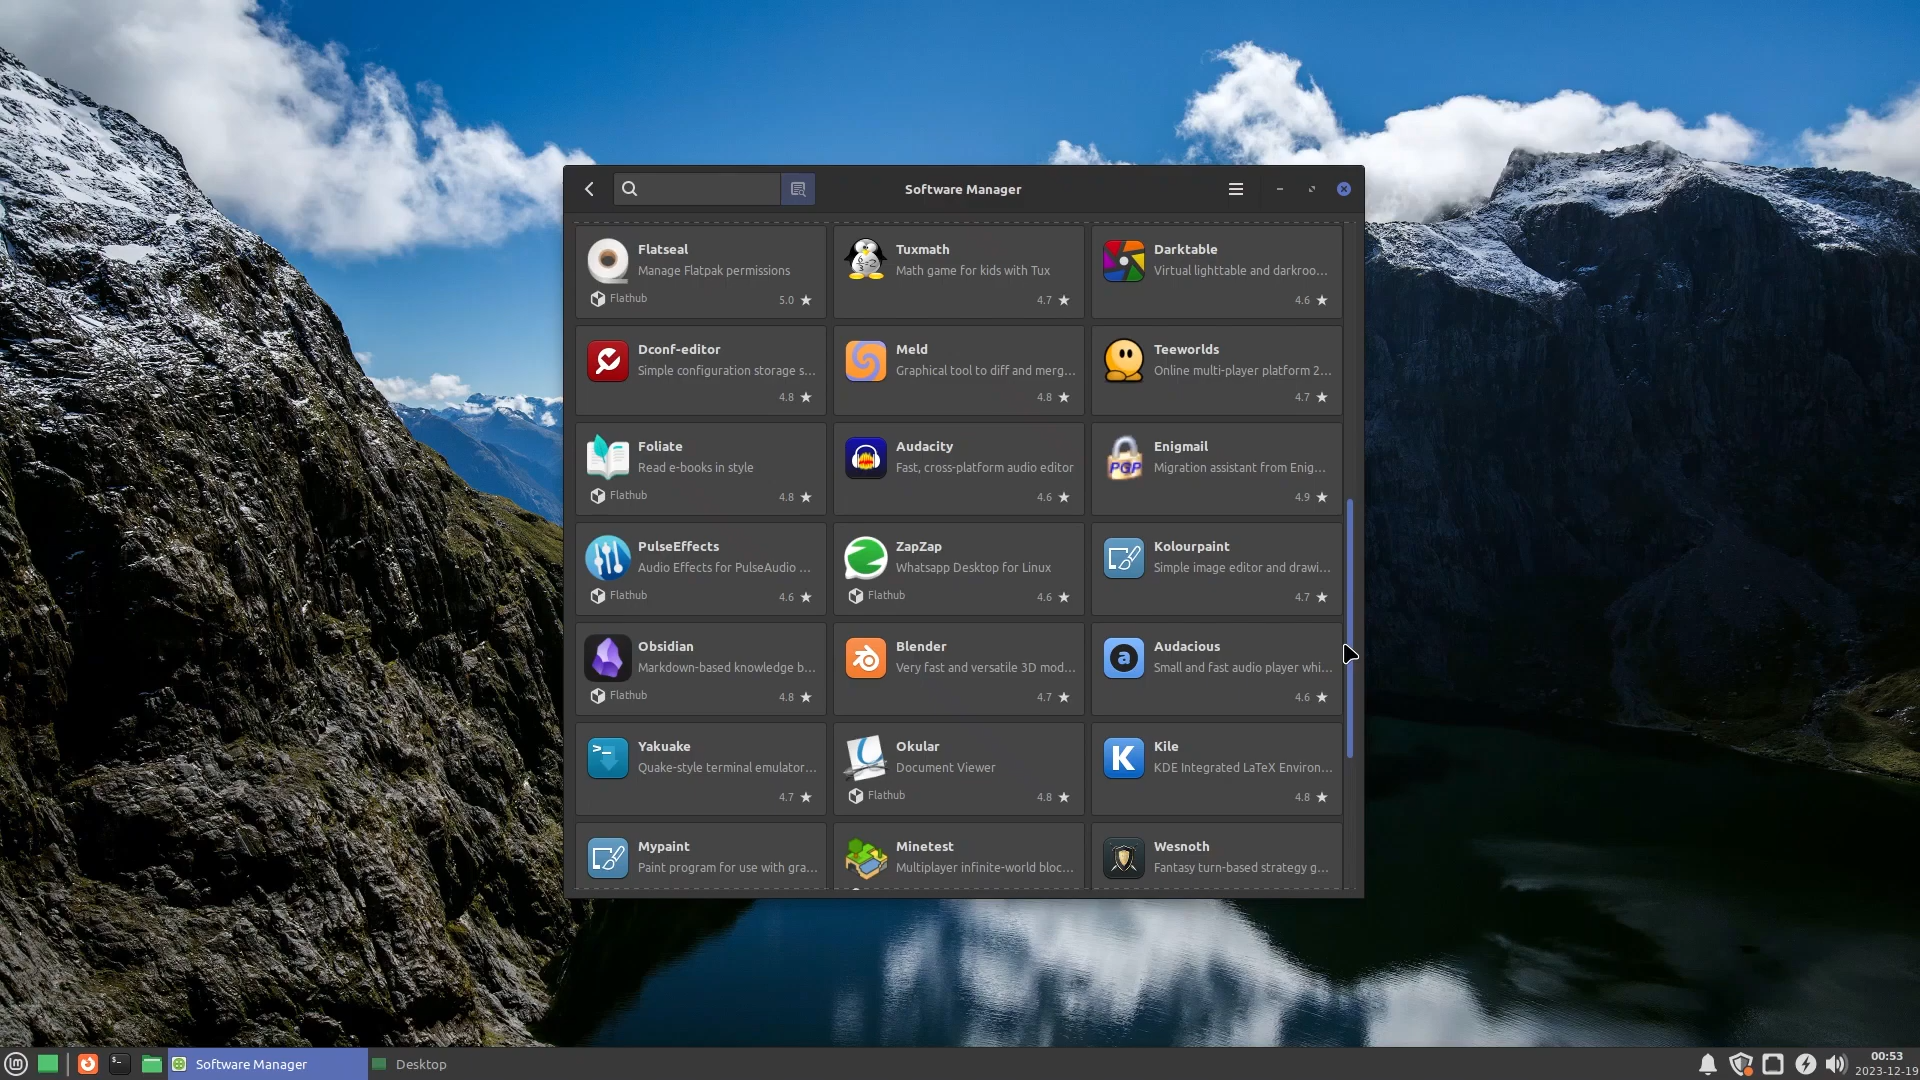 Software Manager
Flatseal
Manage Flatpak permissions
Flathub
5.0
Tuxmath
Math game for kids with Tux
4.7
Darktable
Virtual lighttable and darkroo...
4.6
Dconf-editor
Simple configuration storage s...
4.8
Meld
Graphical tool to diff and merg...
4.8
Teeworlds
Online multi-player platform 2...
4.7
Foliate
Read e-books in style
Flathub
4.8
Audacity
Fast, cross-platform audio editor
4.6
PGP
Enigmail
Migration assistant from Enig...
4.9
PulseEffects
Audio Effects for PulseAudio ...
Flathub
4.6
ZapZap
Whatsapp Desktop for Linux
Flathub
4.6
Kolourpaint
Simple image editor and drawi...
4.7
Obsidian
Markdown-based knowledge b...
Flathub
4.8
Blender
Very fast and versatile 3D mod...
4.7
a
Audacious
Small and fast audio player whi...
4.6
Yakuake
Quake-style terminal emulator...
4.7
Okular
Document Viewer
Flathub
4.8
K
Kile
KDE Integrated LaTeX Environ...
4.8
Mypaint
Paint program for use with gra...
Minetest
Multiplayer infinite-world bloc...
Wesnoth
Fantasy turn-based strategy g...
Software Manager
Desktop
00:53
2023-12-19